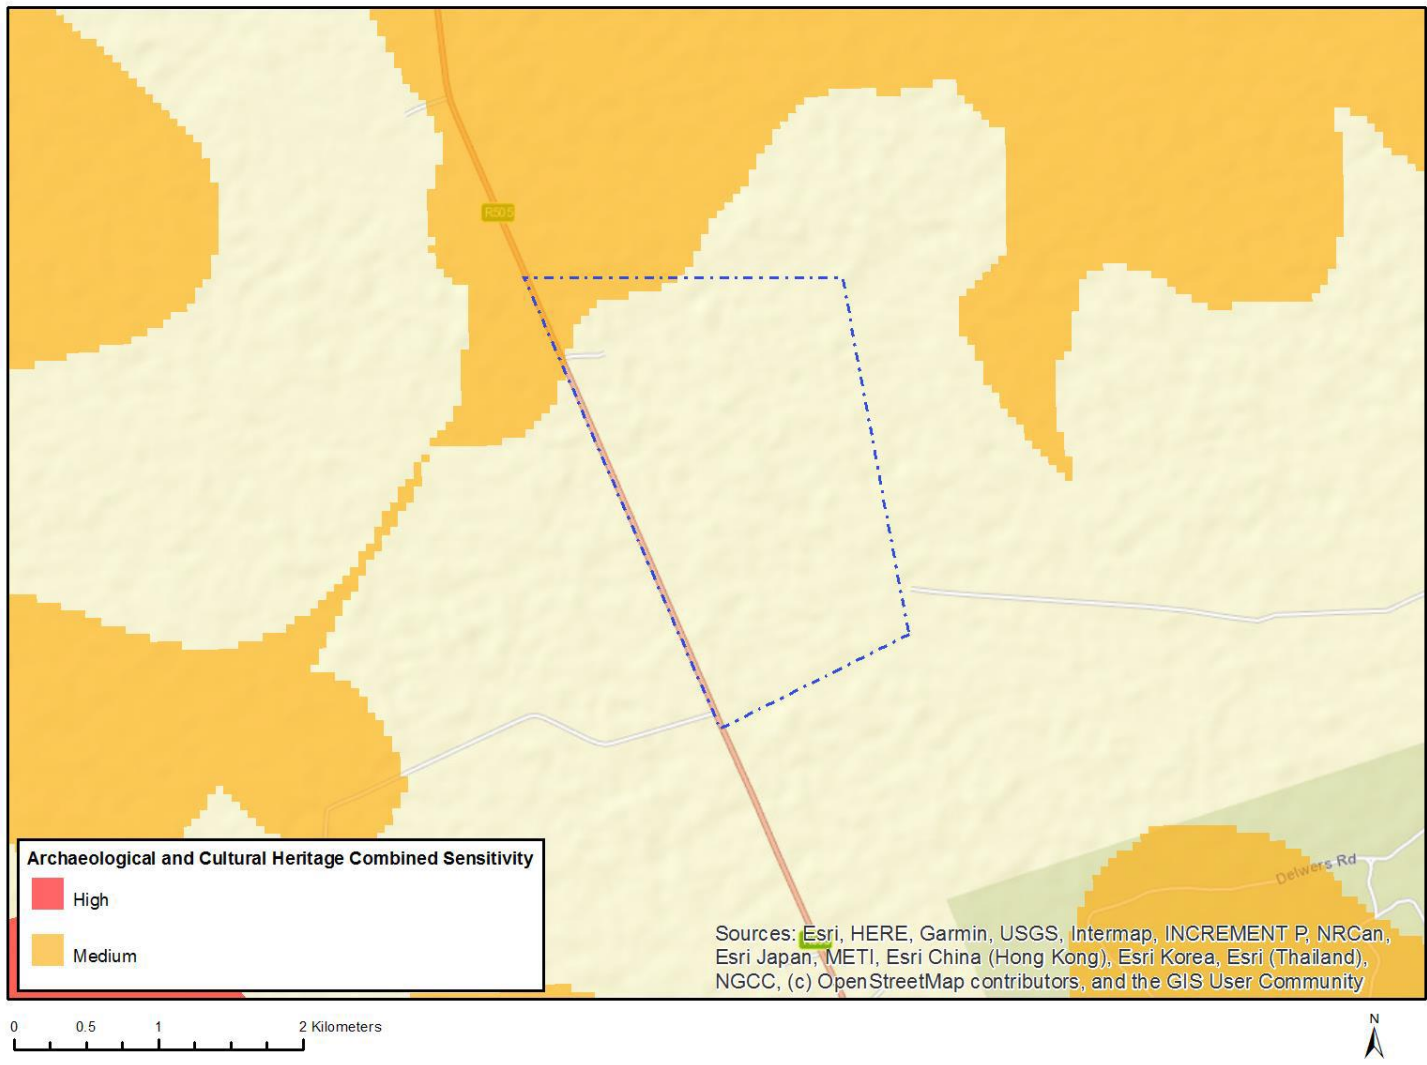 R505
Delwers Rd
Archaeological and Cultural Heritage Combined Sensitivity
High
Medium
Sources: Esri, HERE, Garmin, USGS, Intermap, INCREMENT P, NRCan,
Esri Japan, METI, Esri China (Hong Kong), Esri Korea, Esri (Thailand),
NGCC, (c) OpenStreetMap contributors, and the GIS User Community
0 0.5 1 2 Kilometers
N